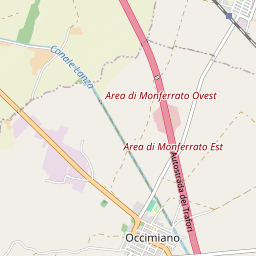 Canale Lanza
Area di Monferrato Ovest
Area di Monferrato Est
Autostrada dei Trafori
Occimiano